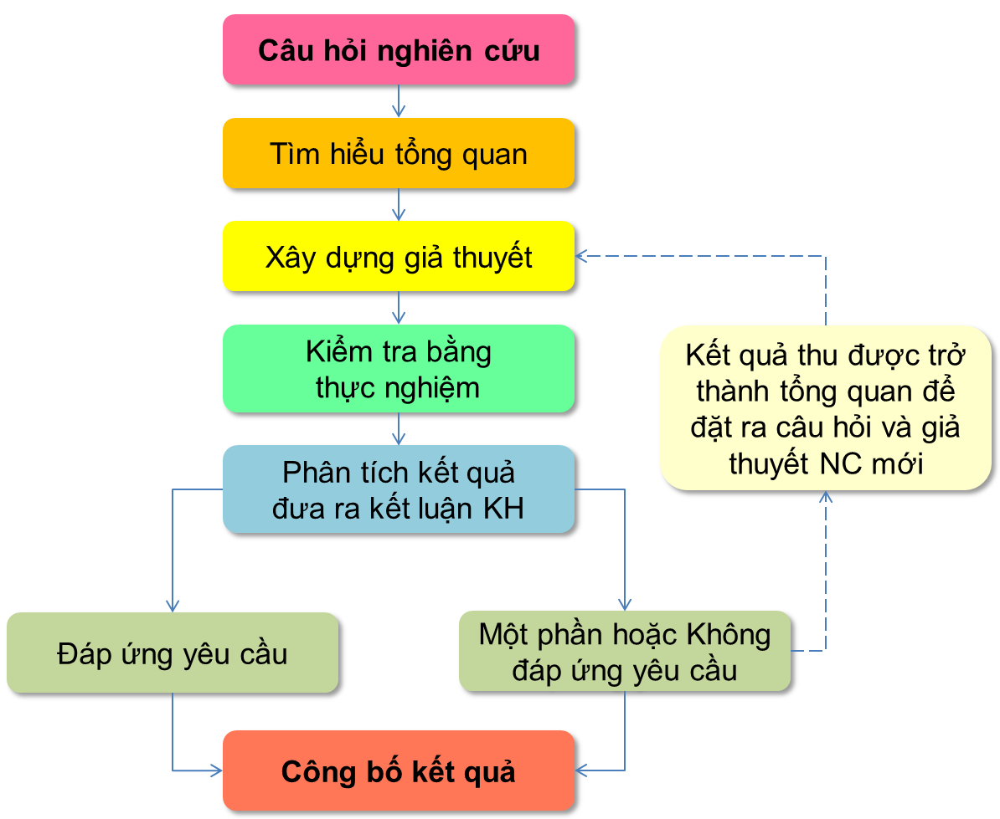 Câu hỏi nghiên cứu
Tìm hiểu tổng quan
Xây dựng giả thuyết
Kiểm tra bằng
thực nghiệm
Kết quả thu được trở
thành tổng quan để
đặt ra câu hỏi và giả
thuyết NC mới
Phân tích kết quả
đưa ra kết luận KH
Đáp ứng yêu cầu
Một phần hoặc Không
đáp ứng yêu cầu
Công bố kết quả